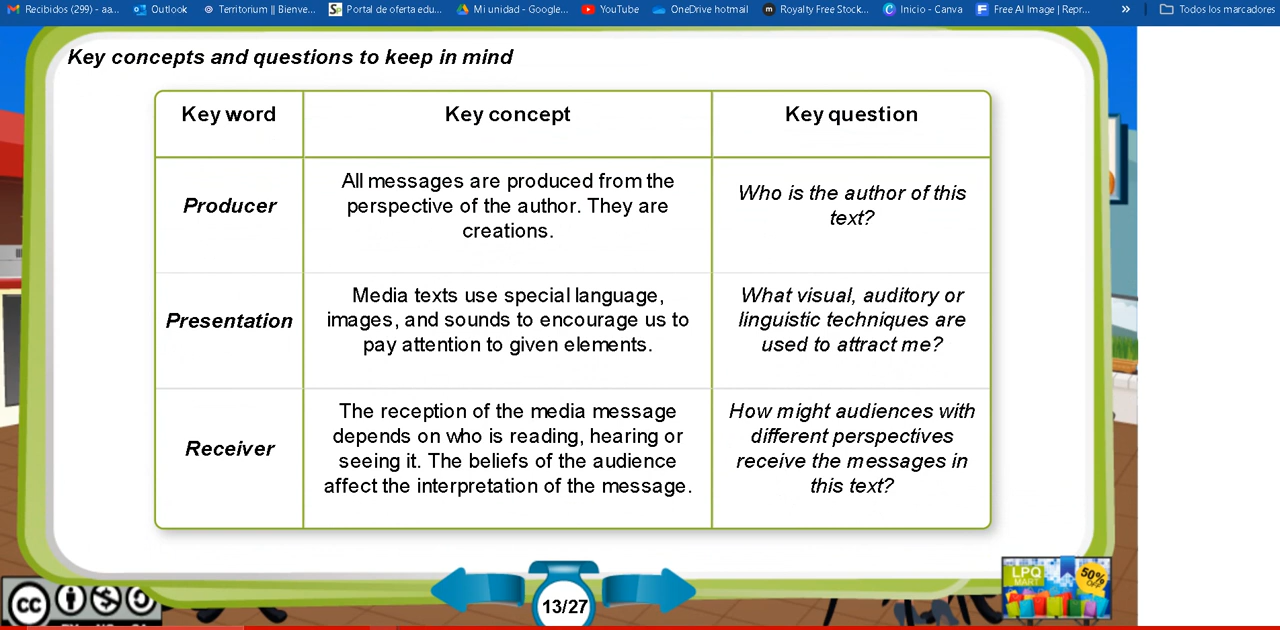 Recibidos (299) - aa...
Outlook
Territorium || Bienve...
Portal de oferta edu...
Mi unidad - Google...
YouTube
OneDrive hotmail
Royalty Free Stock...
Inicio - Canva
Free AI Image | Repr...
»
Todos los marcadores
Key concepts and questions to keep in mind
Key word
Key concept
Key question
Producer
All messages are produced from the
perspective of the author. They are
creations.
Who is the author of this
text?
Presentation
Media texts use special language,
images, and sounds to encourage us to
pay attention to given elements.
What visual, auditory or
linguistic techniques are
used to attract me?
Receiver
The reception of the media message
depends on who is reading, hearing or
seeing it. The beliefs of the audience
affect the interpretation of the message.
How might audiences with
different perspectives
receive the messages in
this text?
cc
13/27
LPQ
MART
50%